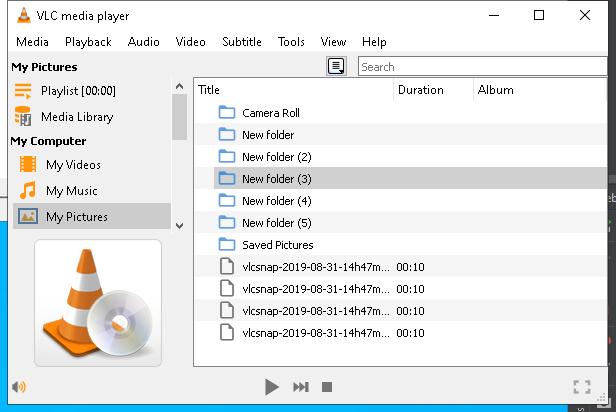 VLC media player
Media Playback Audio Video Subtitle Tools View Help
My Pictures
Search
Playlist [00:00]
Media Library
My Computer
My Videos
My Music
My Pictures
Title Duration Album
Camera Roll
New folder
New folder (2)
New folder (3)
New folder (4)
New folder (5)
Saved Pictures
vlcsnap-2019-08-31-14h47m... 00:10
vlcsnap-2019-08-31-14h47m... 00:10
vlcsnap-2019-08-31-14h47m... 00:10
vlcsnap-2019-08-31-14h47m... 00:10